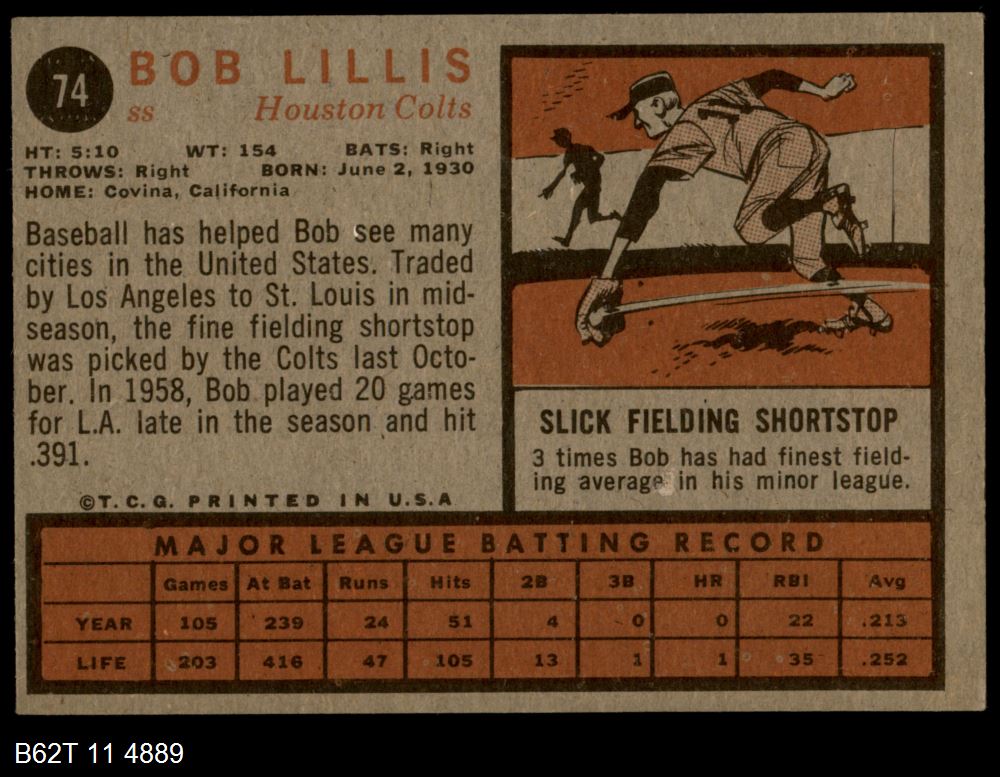 74
BOB LILLIS
ss Houston Colts
HT: 5:10 WT: 154 BATS: Right
THROWS: Right BORN: June 2, 1930
HOME: Covina, California
Baseball has helped Bob see many
cities in the United States. Traded
by Los Angeles to St. Louis in mid-
season, the fine fielding shortstop
was picked by the Colts last Octo-
ber. In 1958, Bob played 20 games
for L.A. late in the season and hit
.391.
©T.C.G. PRINTED IN U.S.A
SLICK FIELDING SHORTSTOP
3 times Bob has had finest field-
ing average in his minor league.
MAJOR LEAGUE BATTING RECORD
Games At Bat Runs Hits 2B 3B HR RBI Avg
YEAR 105 239 24 51 4 0 0 22 .213
LIFE 203 416 47 105 13 1 1 35 .252
B62T 11 4889